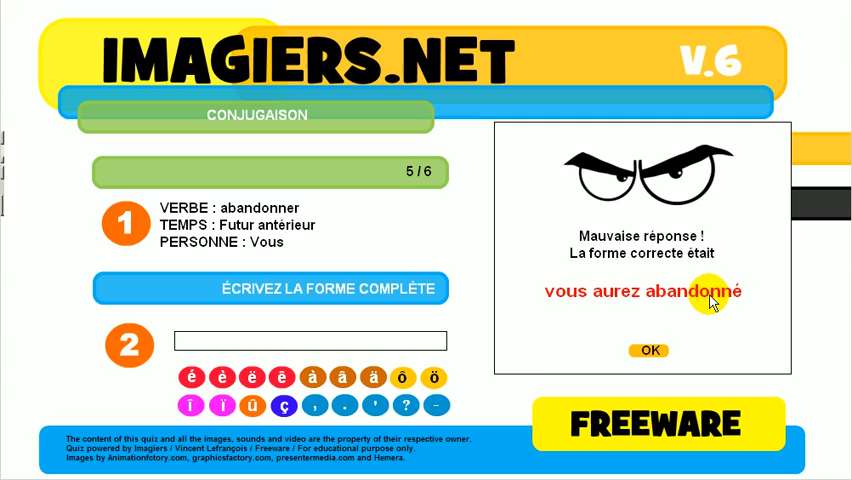 IMAGIERS.NET
V.6
CONJUGAISON
5 / 6
1
VERBE : abandonner
TEMPS : Futur antérieur
PERSONNE : Vous
ÉCRIVEZ LA FORME COMPLÈTE
2
é è ë ê à â ä ô ö
î ï û ç , . ' ? -
Mauvaise réponse !
La forme correcte était
vous aurez abandonné
OK
FREEWARE
The content of this quiz and all the images, sounds and video are the property of their respective owner.
Quiz powered by Imagiers / Vincent Lefrançois / Freeware / For educational purpose only.
Images by Animationfctory.com, graphicsfactory.com, presentermedia.com and Hemera.